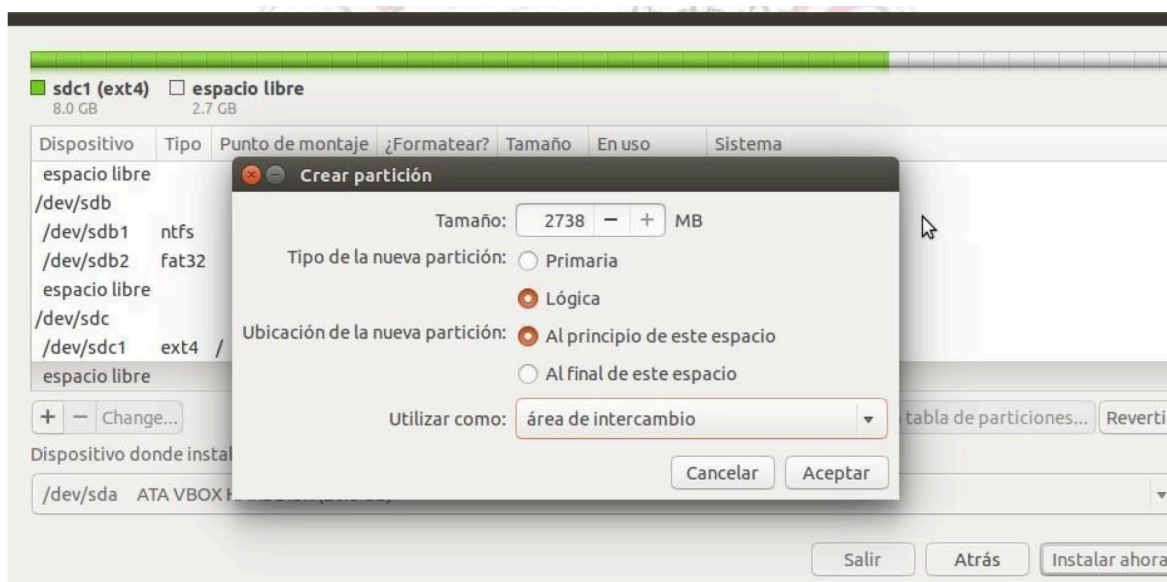 sdc1 (ext4) espacio libre
8.0 GB 2.7 GB
Dispositivo Tipo Punto de montaje ¿Formatear? Tamaño En uso Sistema
espacio libre
/dev/sdb
/dev/sdb1 ntfs
/dev/sdb2 fat32
espacio libre
/dev/sdc
/dev/sdc1 ext4 /
espacio libre
Crear partición
Tamaño: 2738 − + MB
Tipo de la nueva partición: Primaria
Lógica
Ubicación de la nueva partición: Al principio de este espacio
Al final de este espacio
Utilizar como: área de intercambio
Cancelar Aceptar
+ − Change... tabla de particiones... Reverti
Dispositivo donde instal
/dev/sda ATA VBOX
Salir Atrás Instalar ahora